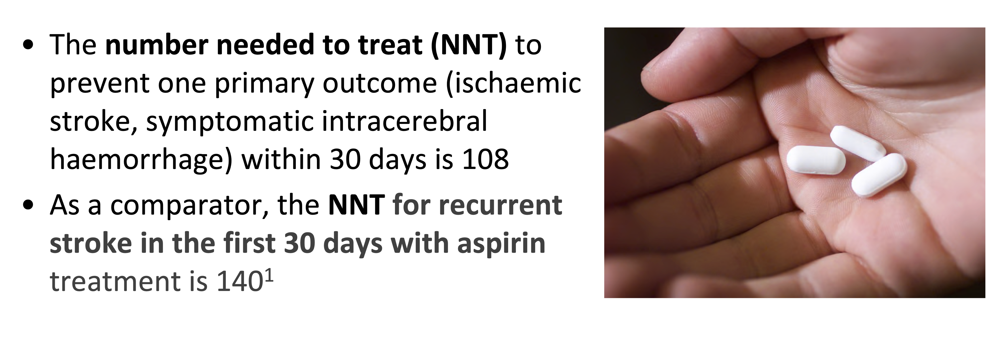 • The number needed to treat (NNT) to
prevent one primary outcome (ischaemic
stroke, symptomatic intracerebral
haemorrhage) within 30 days is 108
• As a comparator, the NNT for recurrent
stroke in the first 30 days with aspirin
treatment is 140¹